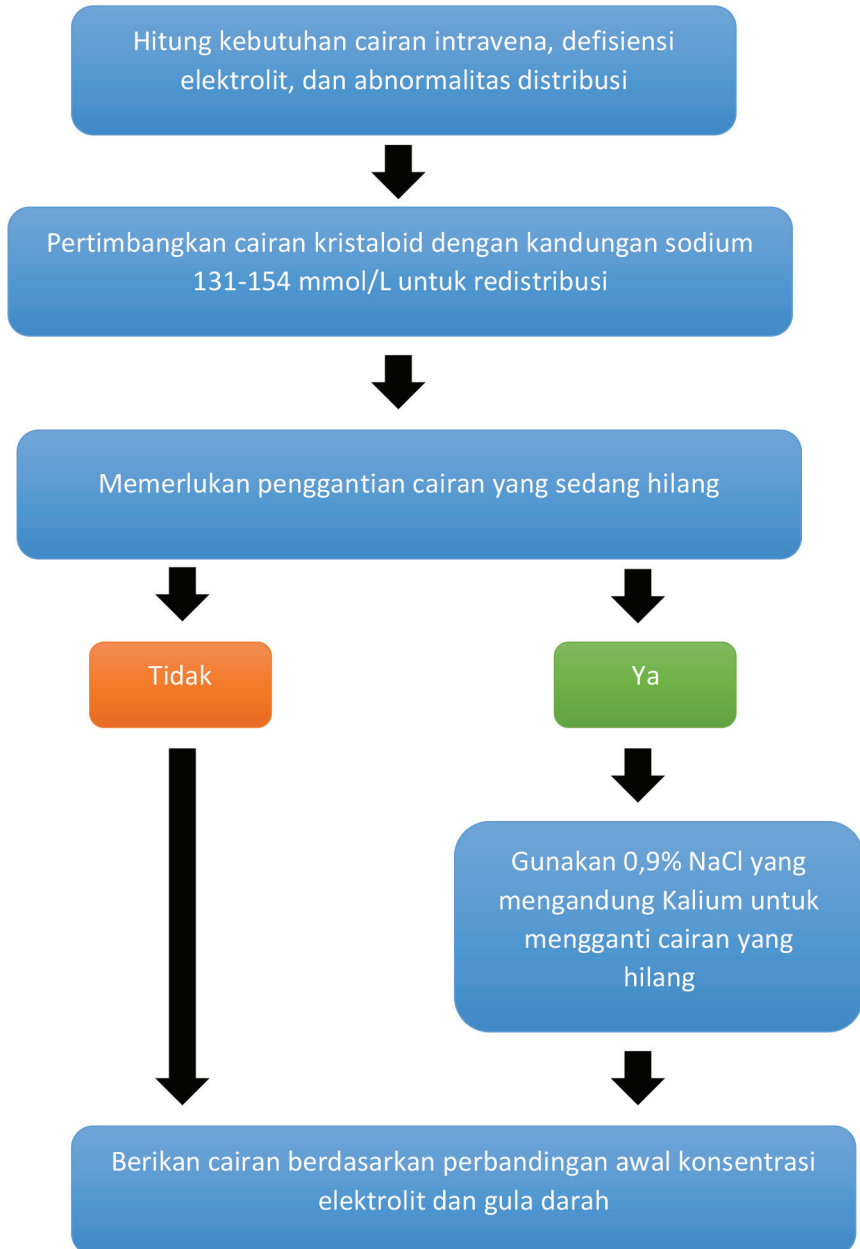 Hitung kebutuhan cairan intravena, defisiensi
elektrolit, dan abnormalitas distribusi
Pertimbangkan cairan kristaloid dengan kandungan sodium
131-154 mmol/L untuk redistribusi
Memerlukan penggantian cairan yang sedang hilang
Tidak
Ya
Gunakan 0,9% NaCl yang
mengandung Kalium untuk
mengganti cairan yang
hilang
Berikan cairan berdasarkan perbandingan awal konsentrasi
elektrolit dan gula darah